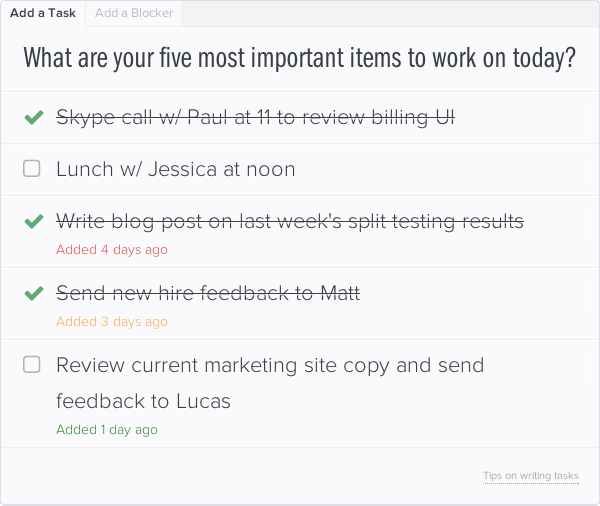 Add a Task
Add a Blocker
What are your five most important items to work on today?
Skype call w/ Paul at 11 to review billing UI
Lunch w/ Jessica at noon
Write blog post on last week's split testing results
Added 4 days ago
Send new hire feedback to Matt
Added 3 days ago
Review current marketing site copy and send
feedback to Lucas
Added 1 day ago
Tips on writing tasks